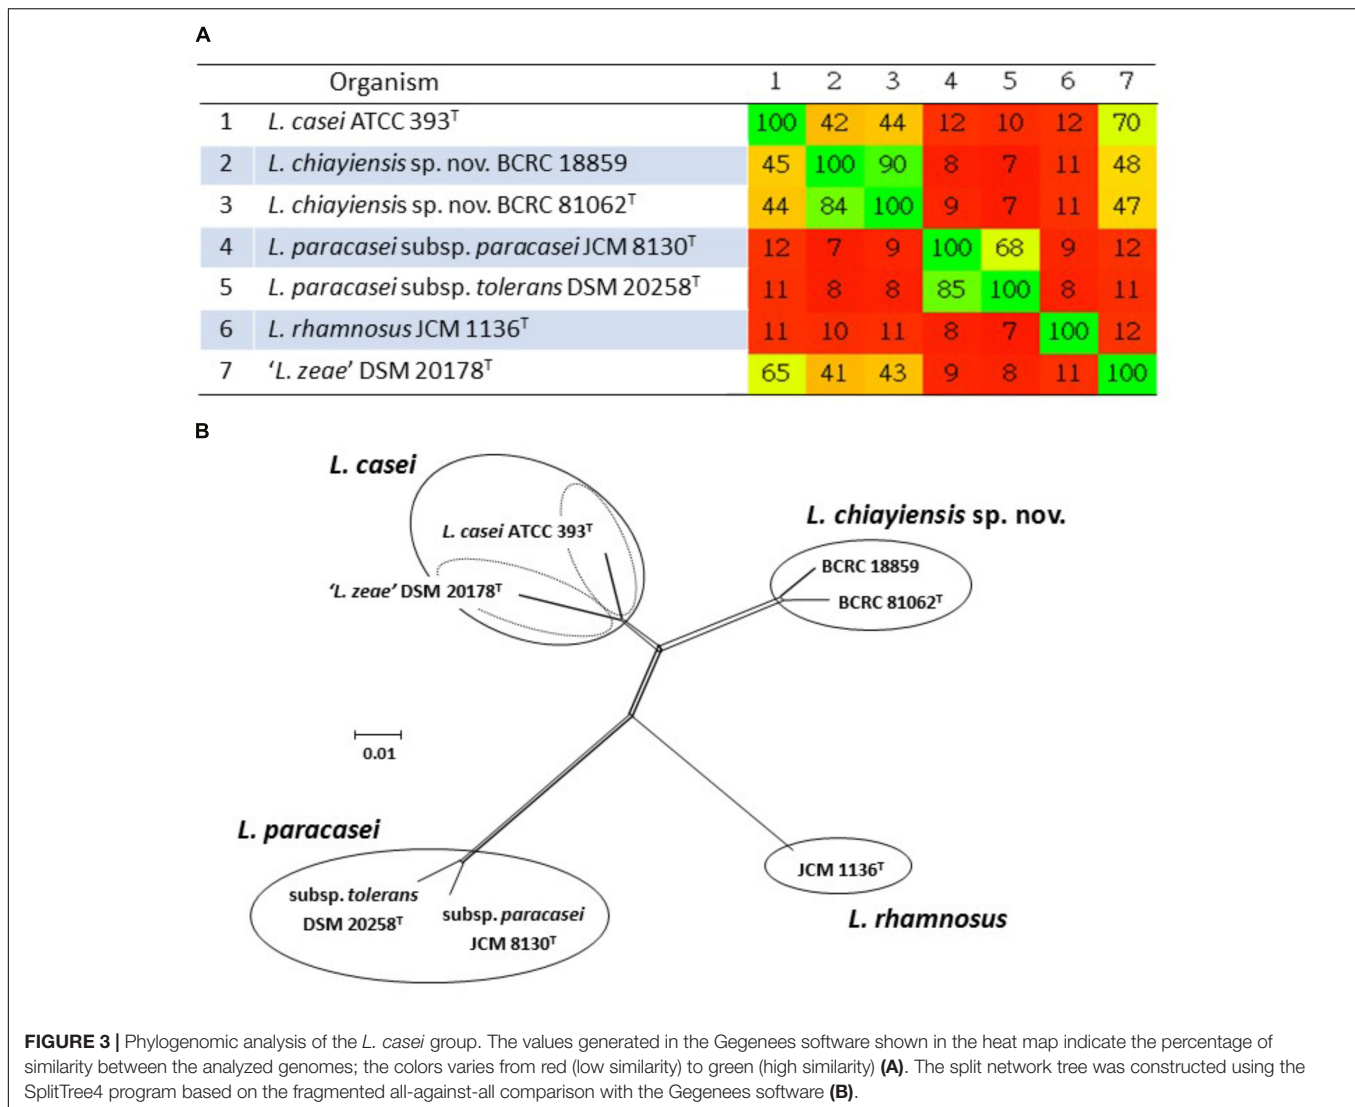 A
Organism 1 2 3 4 5 6 7
1 L. casei ATCC 393ᵀ 100 42 44 12 10 12 70
2 L. chiayiensis sp. nov. BCRC 18859 45 100 90 8 7 11 48
3 L. chiayiensis sp. nov. BCRC 81062ᵀ 44 84 100 9 7 11 47
4 L. paracasei subsp. paracasei JCM 8130ᵀ 12 7 9 100 68 9 12
5 L. paracasei subsp. tolerans DSM 20258ᵀ 11 8 8 85 100 8 11
6 L. rhamnosus JCM 1136ᵀ 11 10 11 8 7 100 12
7 ‘L. zeae’ DSM 20178ᵀ 65 41 43 9 8 11 100
B
L. casei
L. casei ATCC 393ᵀ
‘L. zeae’ DSM 20178ᵀ
L. chiayiensis sp. nov.
BCRC 18859
BCRC 81062ᵀ
0.01
L. paracasei
subsp. tolerans
DSM 20258ᵀ
subsp. paracasei
JCM 8130ᵀ
JCM 1136ᵀ
L. rhamnosus
FIGURE 3 | Phylogenomic analysis of the L. casei group. The values generated in the Gegenees software shown in the heat map indicate the percentage of
similarity between the analyzed genomes; the colors varies from red (low similarity) to green (high similarity) (A). The split network tree was constructed using the
SplitTree4 program based on the fragmented all-against-all comparison with the Gegenees software (B).